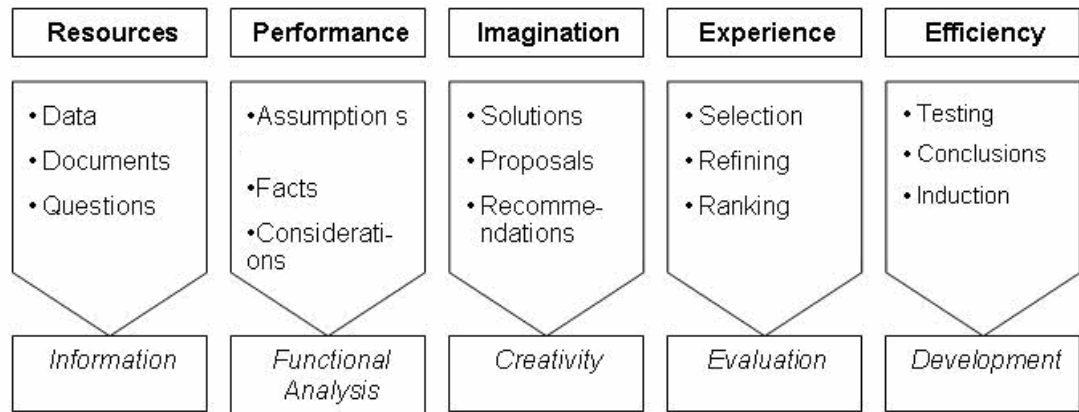 Resources
Performance
Imagination
Experience
Efficiency
• Data
• Documents
• Questions
•Assumption s
•Facts
•Considerati-
ons
• Solutions
• Proposals
• Recomme-
ndations
• Selection
• Refining
• Ranking
• Testing
• Conclusions
• Induction
Information
Functional
Analysis
Creativity
Evaluation
Development